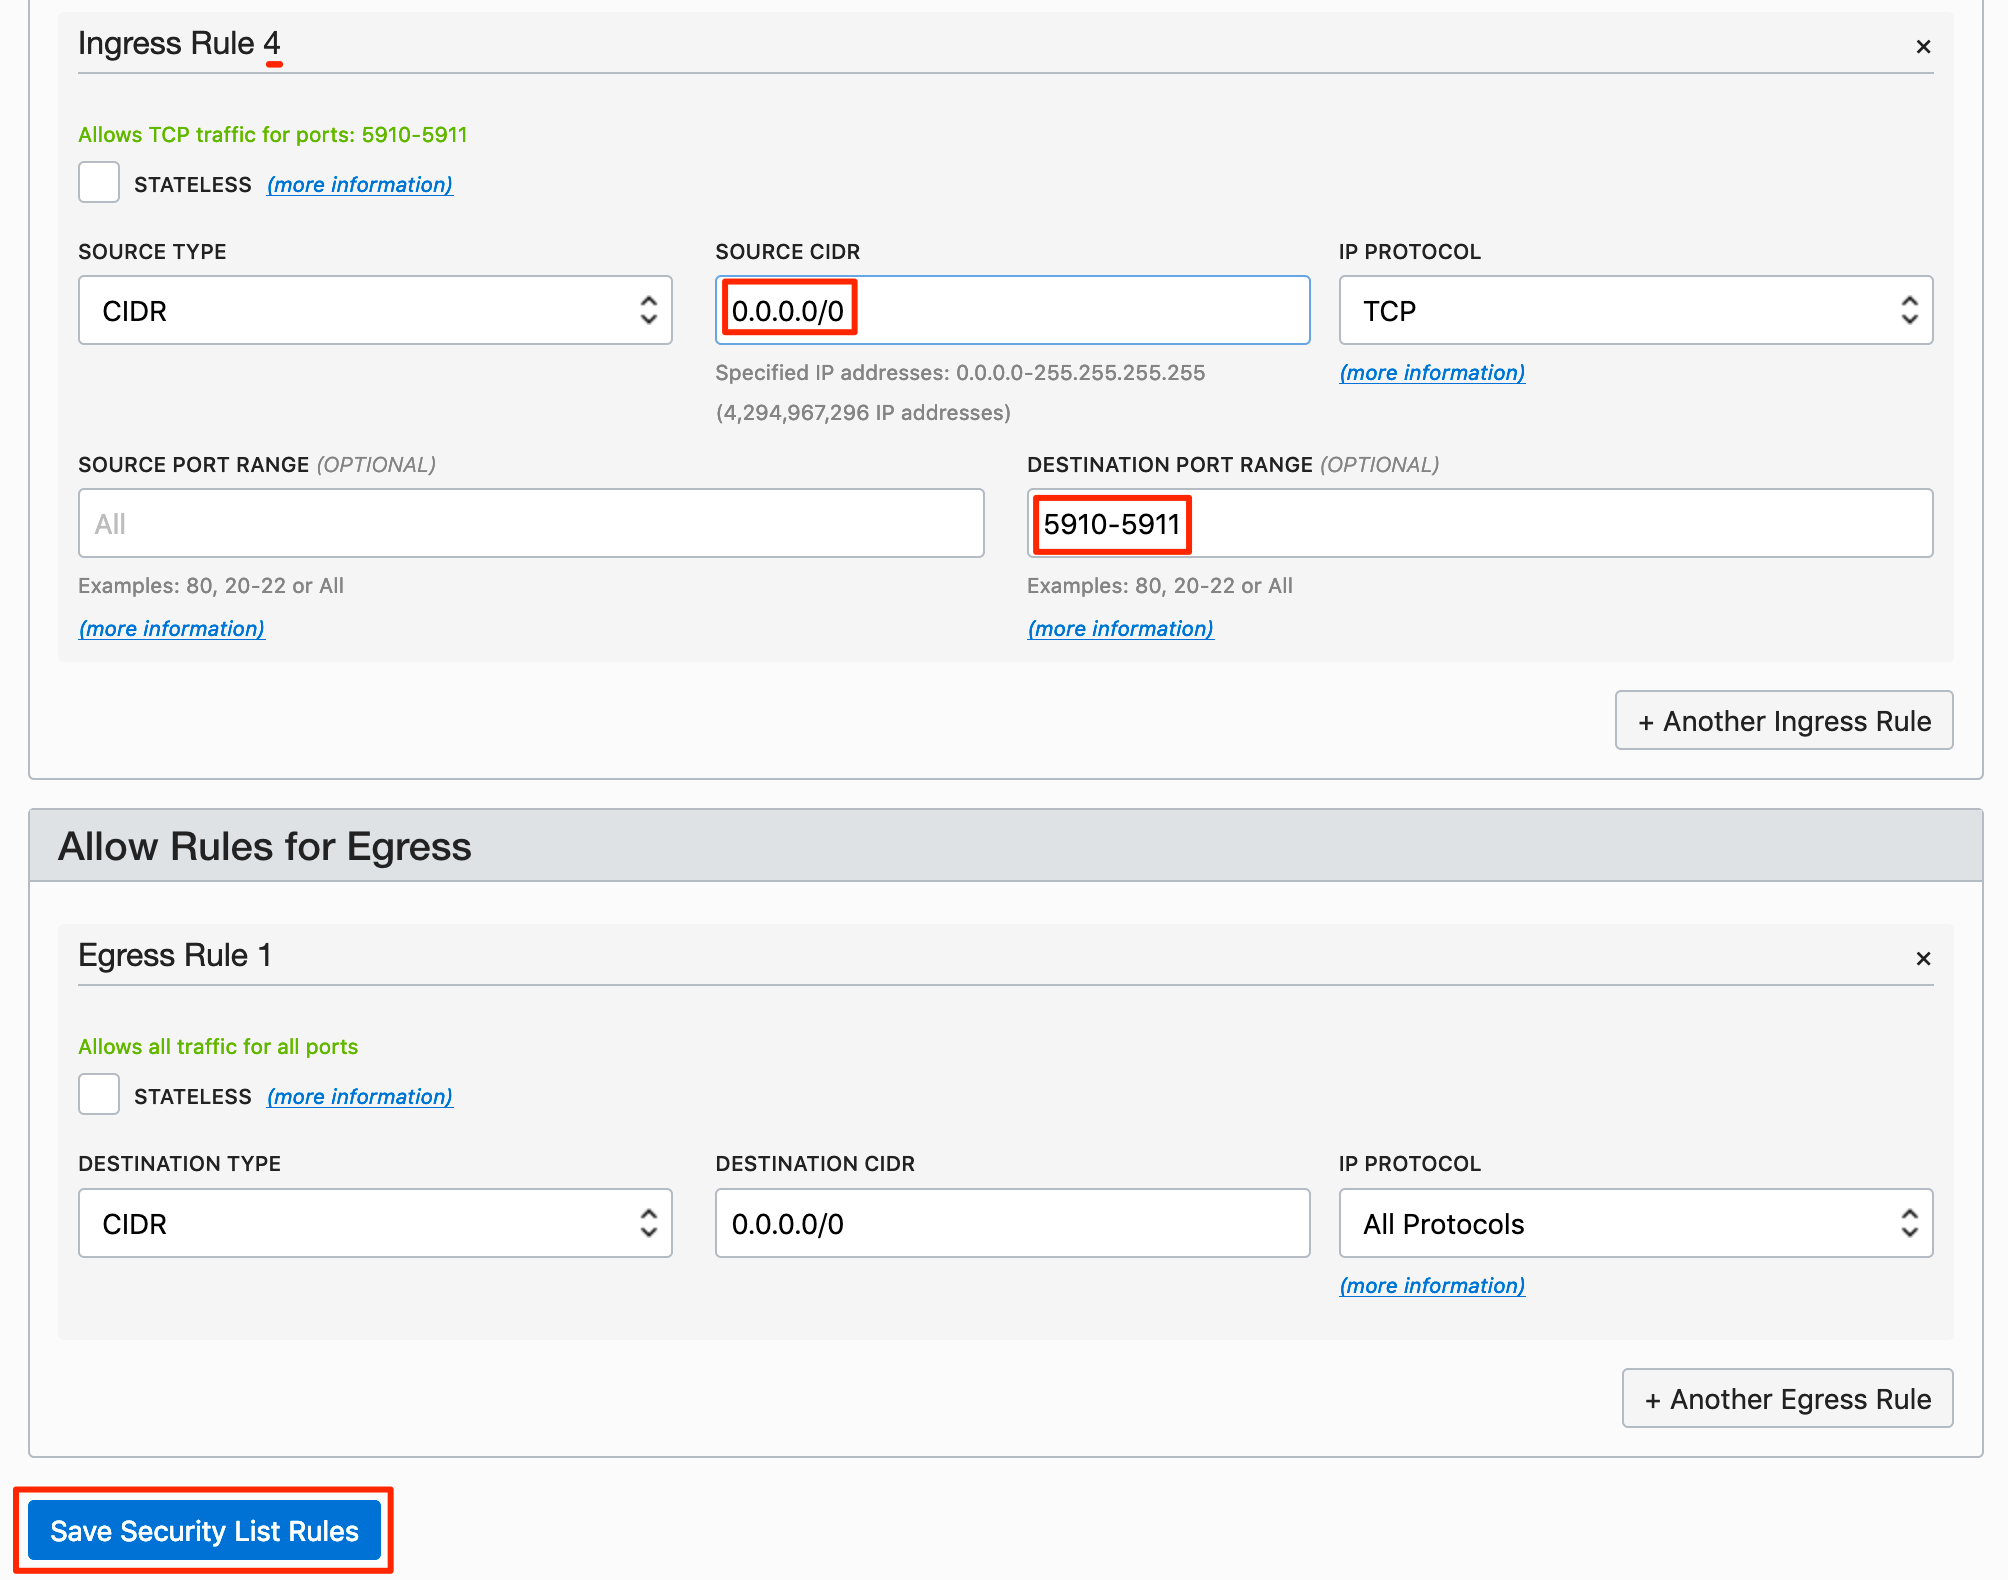 Ingress Rule 4
×
Allows TCP traffic for ports: 5910-5911
STATELESS (more information)
SOURCE TYPE
SOURCE CIDR
IP PROTOCOL
CIDR
0.0.0.0/0
TCP
Specified IP addresses: 0.0.0.0-255.255.255.255
(more information)
(4,294,967,296 IP addresses)
SOURCE PORT RANGE (OPTIONAL)
DESTINATION PORT RANGE (OPTIONAL)
All
5910-5911
Examples: 80, 20-22 or All
Examples: 80, 20-22 or All
(more information)
(more information)
+ Another Ingress Rule
Allow Rules for Egress
Egress Rule 1
×
Allows all traffic for all ports
STATELESS (more information)
DESTINATION TYPE
DESTINATION CIDR
IP PROTOCOL
CIDR
0.0.0.0/0
All Protocols
(more information)
+ Another Egress Rule
Save Security List Rules